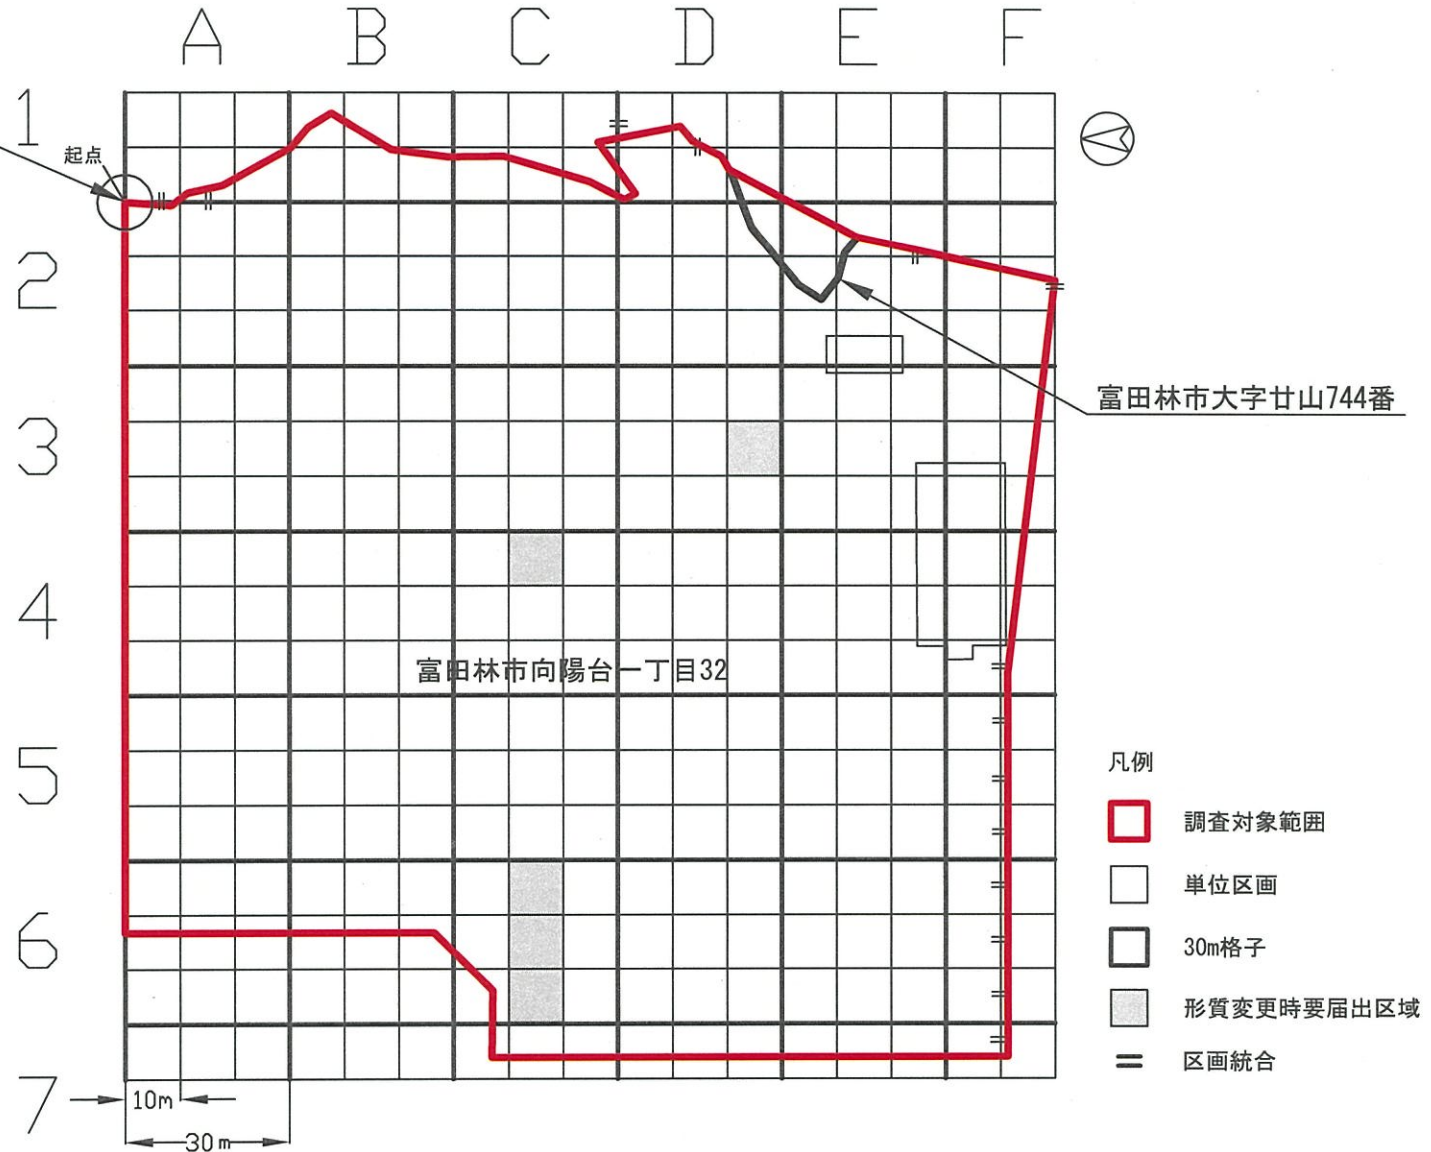 A B C D E F
1
起点
2
富田林市大字廿山744番
3
4
富田林市向陽台一丁目32
5
凡例
調査対象範囲
単位区画
6
30m格子
形質変更時要届出区域
区画統合
7
10m
30m